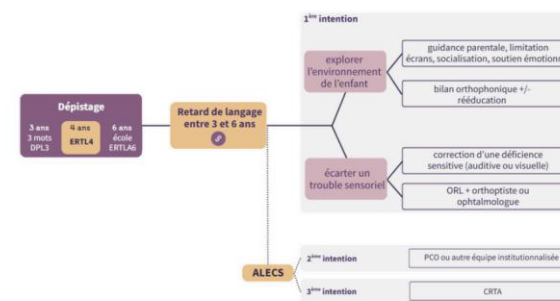 1ère intention
explorer
l'environnement
de l'enfant
guidance parentale, limitation
écrans, socialisation, soutien émotionn
bilan orthophonique +/-
rééducation
Dépistage
3 ans
3 mots
DPL3
4 ans
ERTL4
6 ans
école
ERTLA6
Retard de langage
entre 3 et 6 ans
écarter un
trouble sensoriel
correction d'une déficience
sensitive (auditive ou visuelle)
ORL + orthoptiste ou
ophtalmologue
ALECS
2ème intention
PCO ou autre équipe institutionnalisée
3ème intention
CRTA